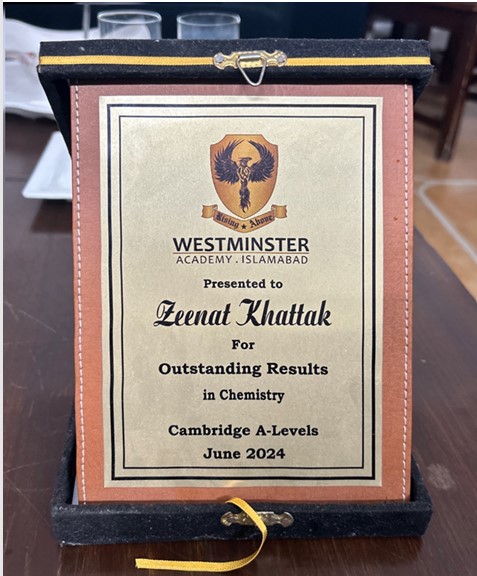 Rising ★ Above
WESTMINSTER
ACADEMY . ISLAMABAD
Presented to
Zeenat Khattak
For
Outstanding Results
in Chemistry
Cambridge A-Levels
June 2024